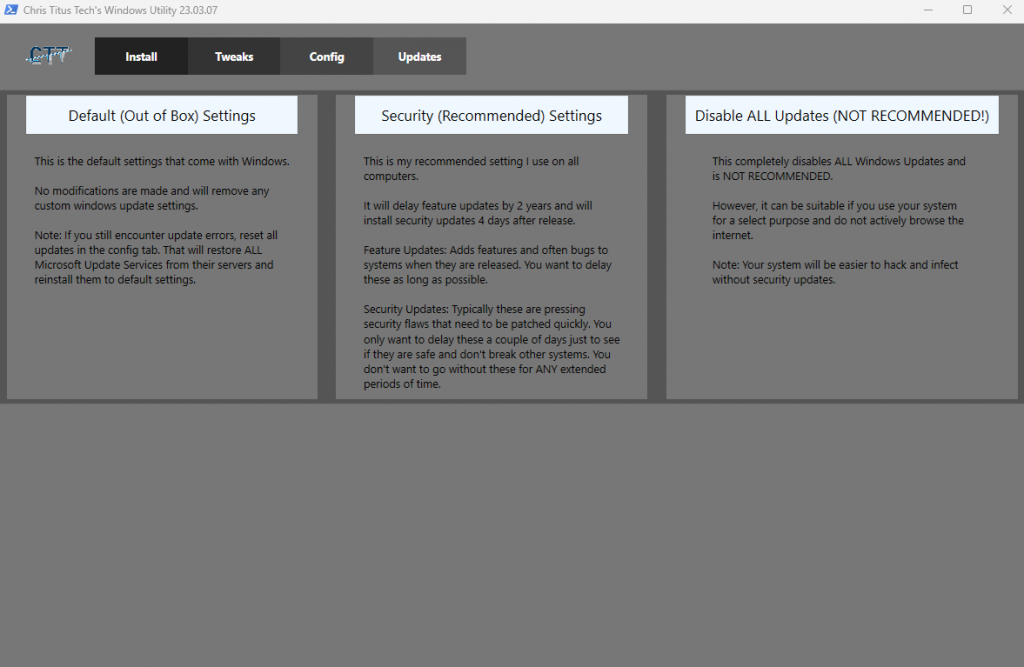 Chris Titus Tech's Windows Utility 23.03.07
CTT
Install
Tweaks
Config
Updates
Default (Out of Box) Settings
This is the default settings that come with Windows.
No modifications are made and will remove any
custom windows update settings.
Note: If you still encounter update errors, reset all
updates in the config tab. That will restore ALL
Microsoft Update Services from their servers and
reinstall them to default settings.
Security (Recommended) Settings
This is my recommended setting I use on all
computers.
It will delay feature updates by 2 years and will
install security updates 4 days after release.
Feature Updates: Adds features and often bugs to
systems when they are released. You want to delay
these as long as possible.
Security Updates: Typically these are pressing
security flaws that need to be patched quickly. You
only want to delay these a couple of days just to see
if they are safe and don't break other systems. You
don't want to go without these for ANY extended
periods of time.
Disable ALL Updates (NOT RECOMMENDED!)
This completely disables ALL Windows Updates and
is NOT RECOMMENDED.
However, it can be suitable if you use your system
for a select purpose and do not actively browse the
internet.
Note: Your system will be easier to hack and infect
without security updates.